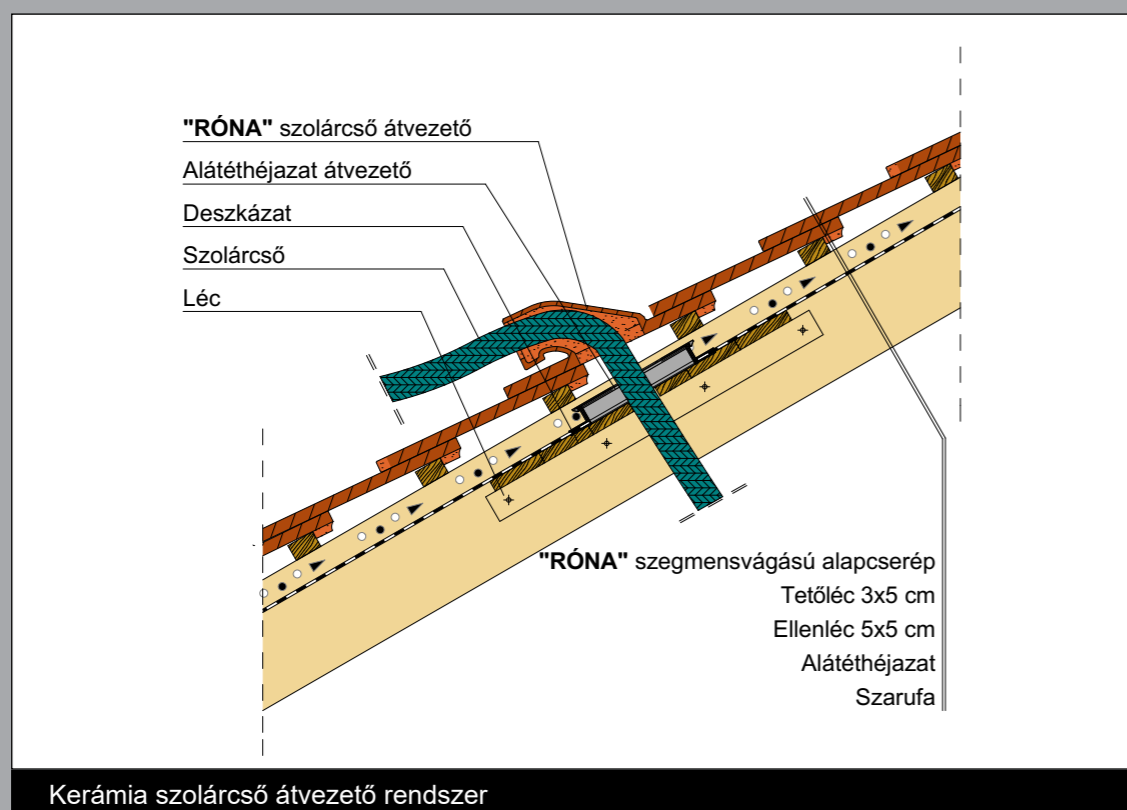 "RÓNA" szolárcső átvezető
Alátéthéjazat átvezető
Deszkázat
Szolárcső
Léc
"RÓNA" szegmensvágású alapcserép
Tetőléc 3x5 cm
Ellenléc 5x5 cm
Alátéthéjazat
Szarufa
Kerámia szolárcső átvezető rendszer